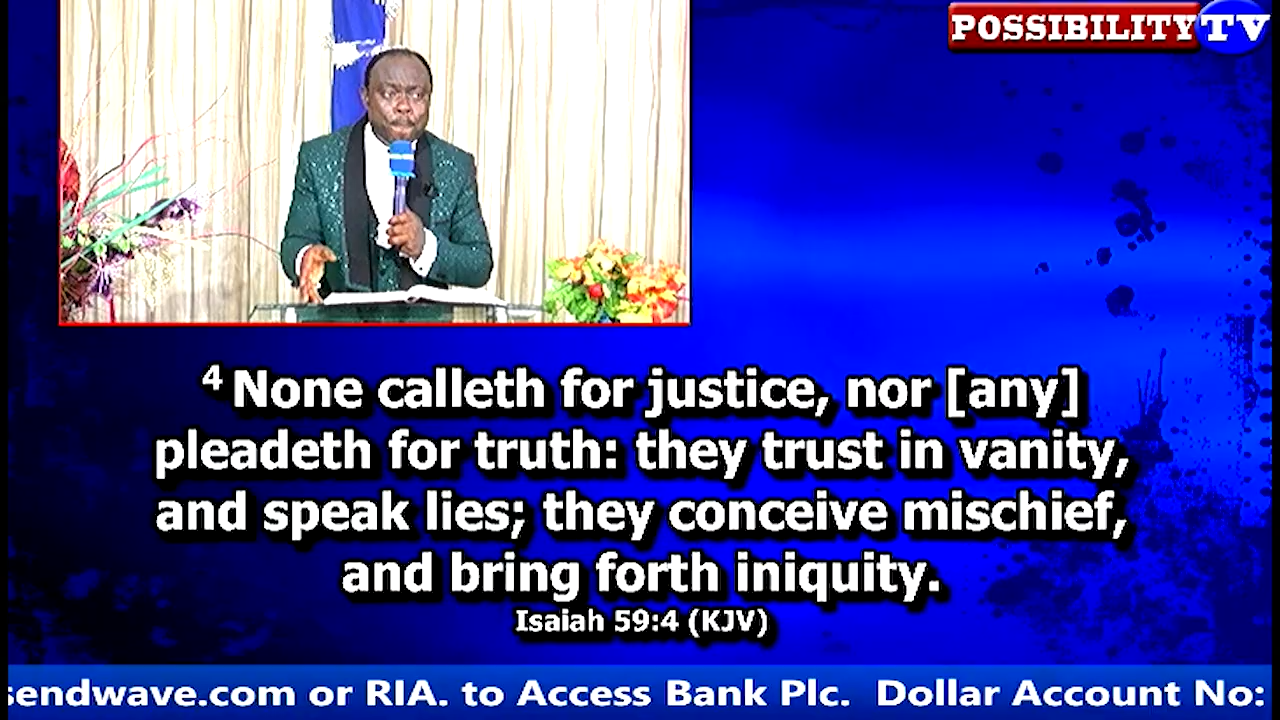 POSSIBILITY TV
4 None calleth for justice, nor [any]
pleadeth for truth: they trust in vanity,
and speak lies; they conceive mischief,
and bring forth iniquity.
Isaiah 59:4 (KJV)
sendwave.com or RIA. to Access Bank Plc. Dollar Account No: